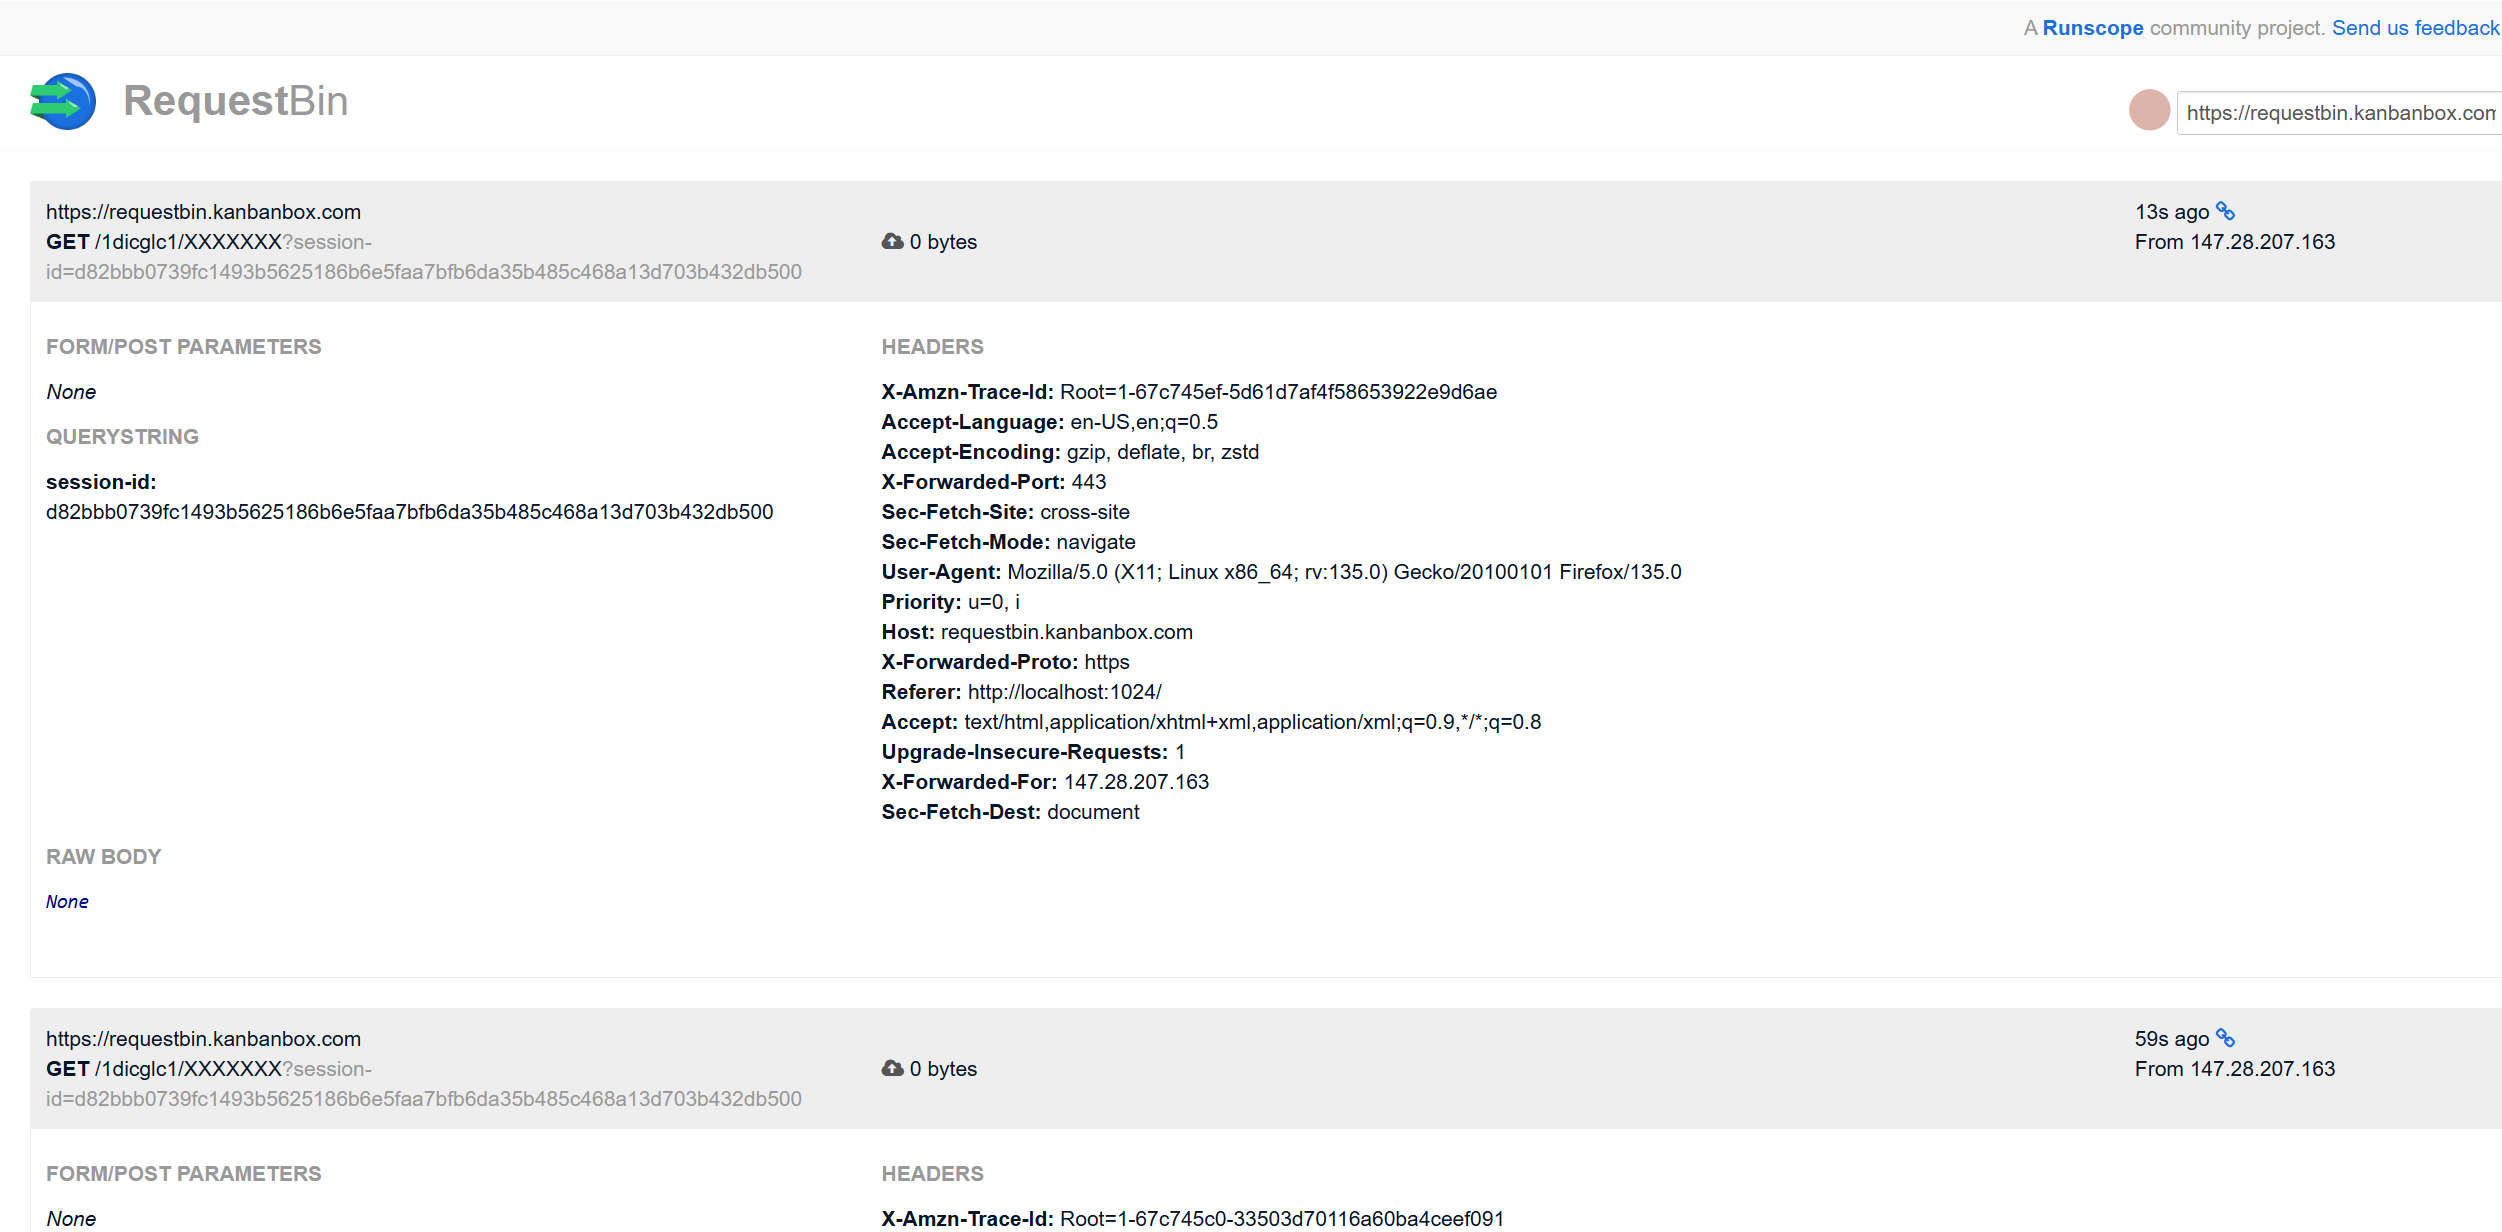 A Runscope community project. Send us feedback
RequestBin
https://requestbin.kanbanbox.com
https://requestbin.kanbanbox.com
GET /1dicglc1/XXXXXXX?session-
id=d82bbb0739fc1493b5625186b6e5faa7bfb6da35b485c468a13d703b432db500
0 bytes
13s ago
From 147.28.207.163
FORM/POST PARAMETERS
None
QUERYSTRING
session-id:
d82bbb0739fc1493b5625186b6e5faa7bfb6da35b485c468a13d703b432db500
HEADERS
X-Amzn-Trace-Id: Root=1-67c745ef-5d61d7af4f58653922e9d6ae
Accept-Language: en-US,en;q=0.5
Accept-Encoding: gzip, deflate, br, zstd
X-Forwarded-Port: 443
Sec-Fetch-Site: cross-site
Sec-Fetch-Mode: navigate
User-Agent: Mozilla/5.0 (X11; Linux x86_64; rv:135.0) Gecko/20100101 Firefox/135.0
Priority: u=0, i
Host: requestbin.kanbanbox.com
X-Forwarded-Proto: https
Referer: http://localhost:1024/
Accept: text/html,application/xhtml+xml,application/xml;q=0.9,*/*;q=0.8
Upgrade-Insecure-Requests: 1
X-Forwarded-For: 147.28.207.163
Sec-Fetch-Dest: document
RAW BODY
None
https://requestbin.kanbanbox.com
GET /1dicglc1/XXXXXXX?session-
id=d82bbb0739fc1493b5625186b6e5faa7bfb6da35b485c468a13d703b432db500
0 bytes
59s ago
From 147.28.207.163
FORM/POST PARAMETERS
None
HEADERS
X-Amzn-Trace-Id: Root=1-67c745c0-33503d70116a60ba4ceef091